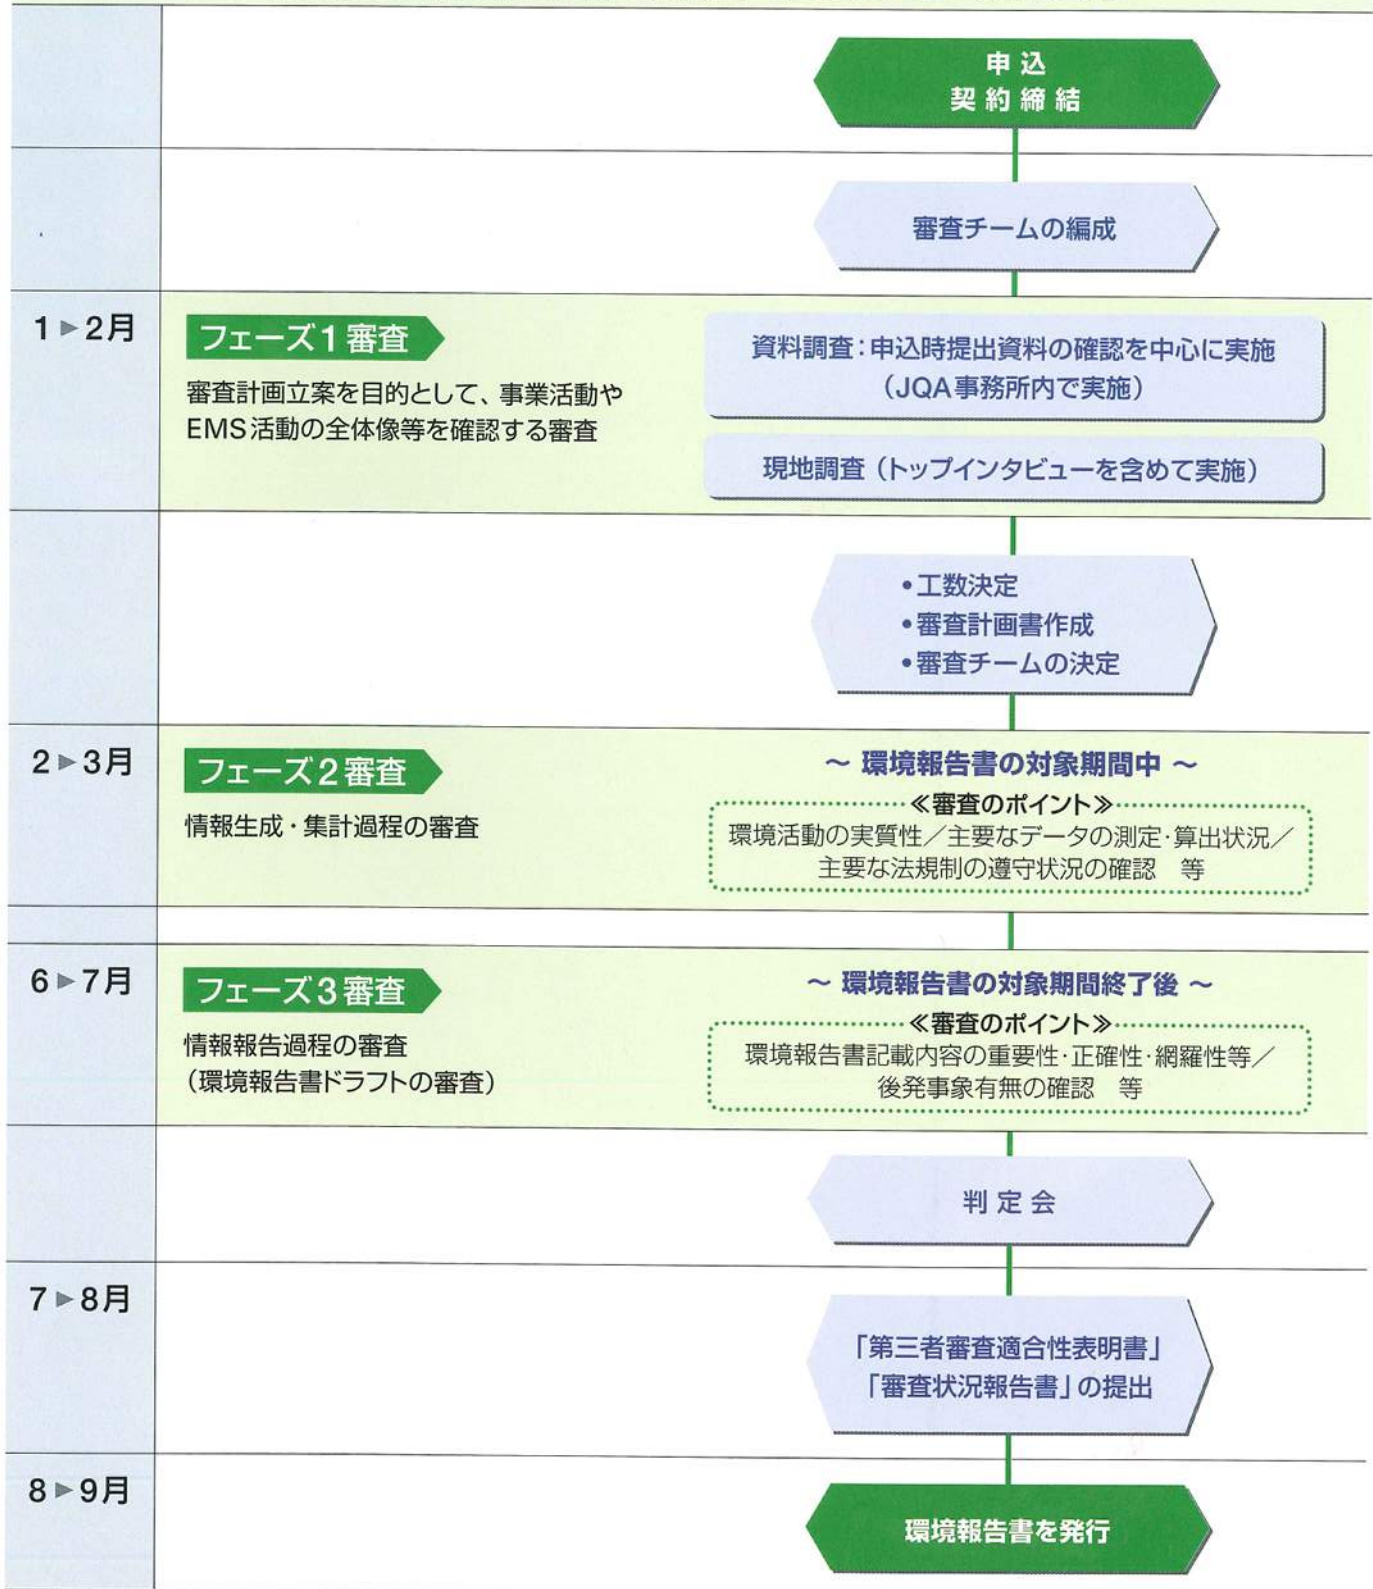 申込
契約締結
審査チームの編成
1▶2月
フェーズ1審査
審査計画立案を目的として、事業活動や
EMS活動の全体像等を確認する審査
資料調査：申込時提出資料の確認を中心に実施
（JQA事務所内で実施）
現地調査（トップインタビューを含めて実施）
•工数決定
•審査計画書作成
•審査チームの決定
2▶3月
フェーズ2審査
情報生成・集計過程の審査
～ 環境報告書の対象期間中 ～
≪審査のポイント≫
環境活動の実質性／主要なデータの測定・算出状況／
主要な法規制の遵守状況の確認　等
6▶7月
フェーズ3審査
情報報告過程の審査
（環境報告書ドラフトの審査）
～ 環境報告書の対象期間終了後 ～
≪審査のポイント≫
環境報告書記載内容の重要性・正確性・網羅性等／
後発事象有無の確認　等
判定会
7▶8月
「第三者審査適合性表明書」
「審査状況報告書」の提出
8▶9月
環境報告書を発行